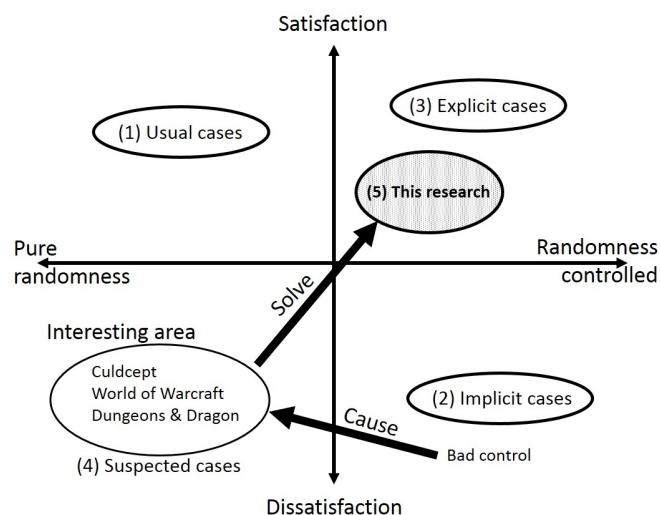 Satisfaction
(3) Explicit cases
(1) Usual cases
(5) This research
Pure
randomness
Randomness
controlled
Solve
Interesting area
Culdcept
World of Warcraft
Dungeons & Dragon
(2) Implicit cases
Cause
Bad control
(4) Suspected cases
Dissatisfaction